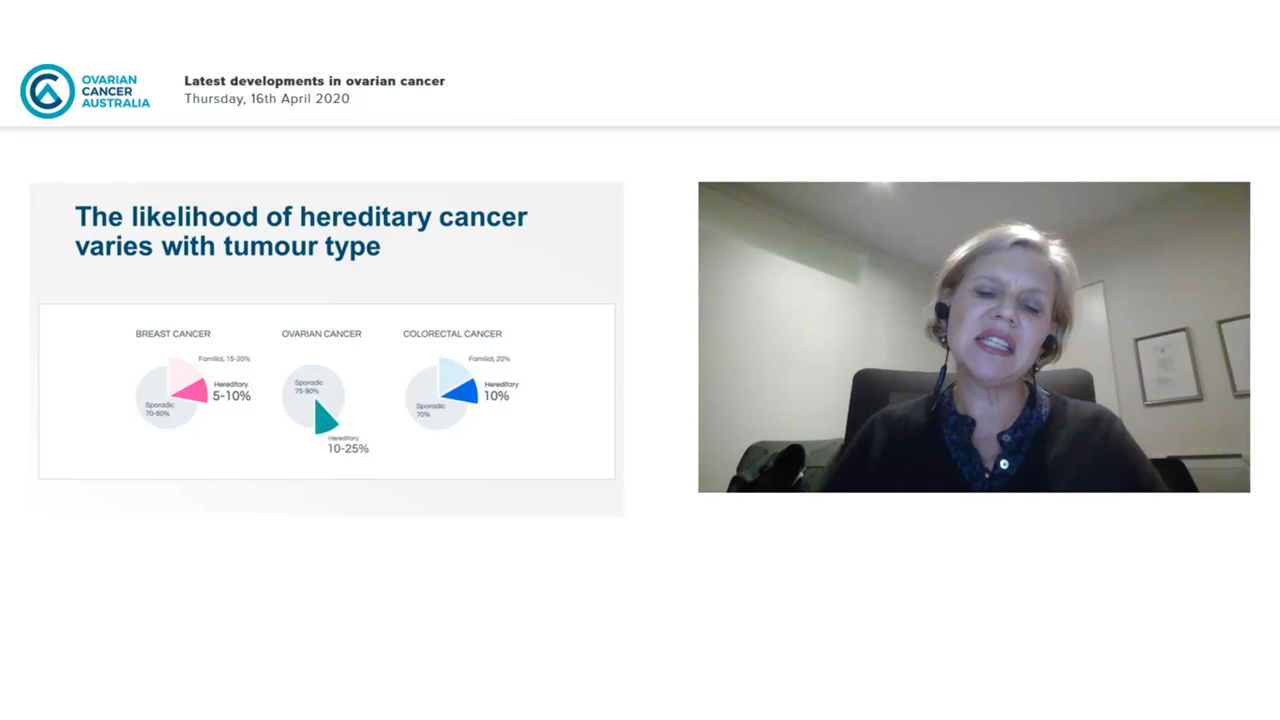 OVARIAN
CANCER
AUSTRALIA
Latest developments in ovarian cancer
Thursday, 16th April 2020
The likelihood of hereditary cancer
varies with tumour type
BREAST CANCER
Familial, 15-20%
Hereditary
5-10%
Sporadic
70-80%
OVARIAN CANCER
Sporadic
75-90%
Hereditary
10-25%
COLORECTAL CANCER
Familial, 20%
Hereditary
10%
Sporadic
70%